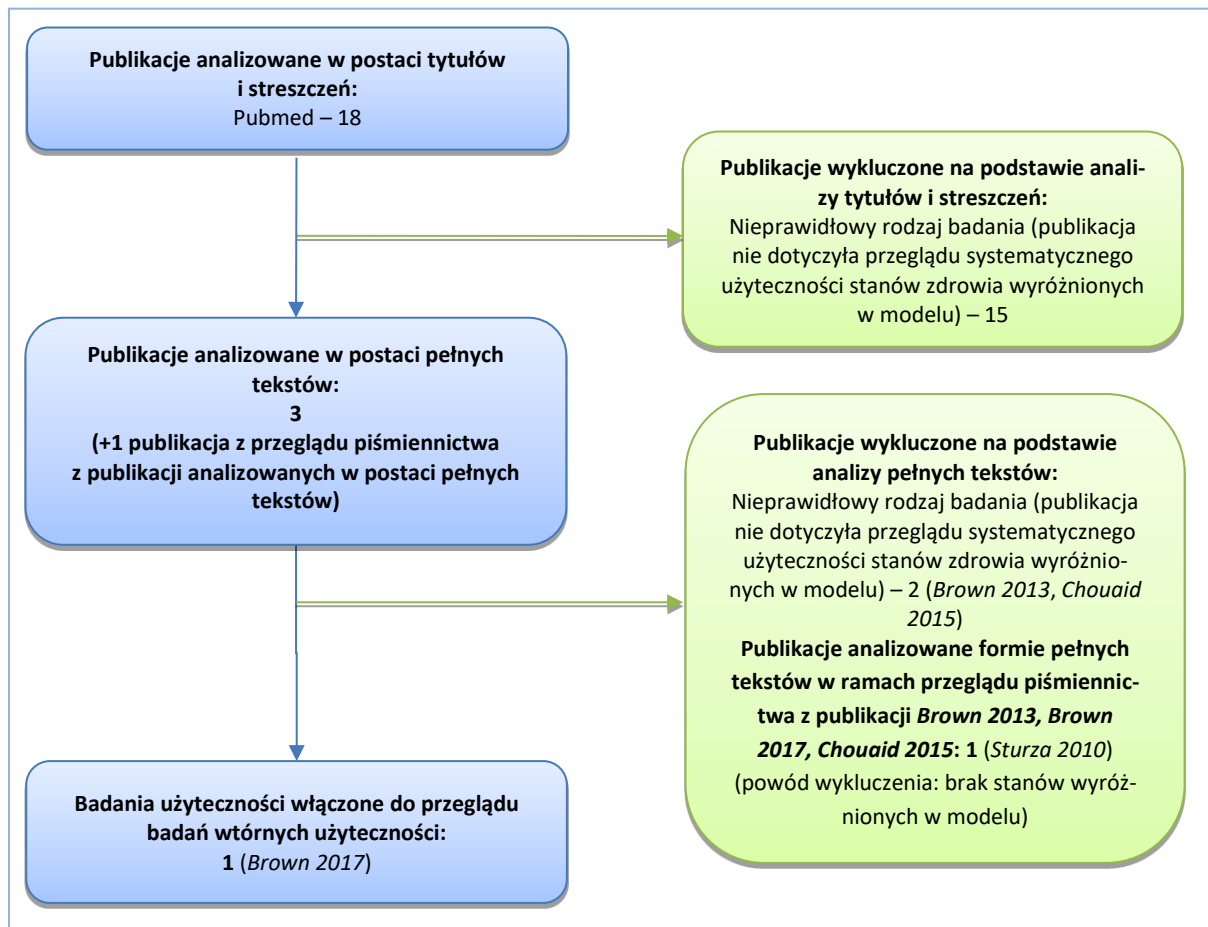 Publikacje analizowane w postaci tytułów
i streszczeń:
Pubmed – 18
Publikacje wykluczone na podstawie anali-
zy tytułów i streszczeń:
Nieprawidłowy rodzaj badania (publikacja
nie dotyczyła przeglądu systematycznego
użyteczności stanów zdrowia wyróżnionych
w modelu) – 15
Publikacje analizowane w postaci pełnych
tekstów:
3
(+1 publikacja z przeglądu piśmiennictwa
z publikacji analizowanych w postaci pełnych
tekstów)
Publikacje wykluczone na podstawie
analizy pełnych tekstów:
Nieprawidłowy rodzaj badania (publikacja
nie dotyczyła przeglądu systematycznego
użyteczności stanów zdrowia wyróżnio-
nych w modelu) – 2 (Brown 2013, Chouaid
2015)
Publikacje analizowane formie pełnych
tekstów w ramach przeglądu piśmiennic-
twa z publikacji Brown 2013, Brown
2017, Chouaid 2015: 1 (Sturza 2010)
(powód wykluczenia: brak stanów wyróż-
nionych w modelu)
Badania użyteczności włączone do przeglądu
badań wtórnych użyteczności:
1 (Brown 2017)